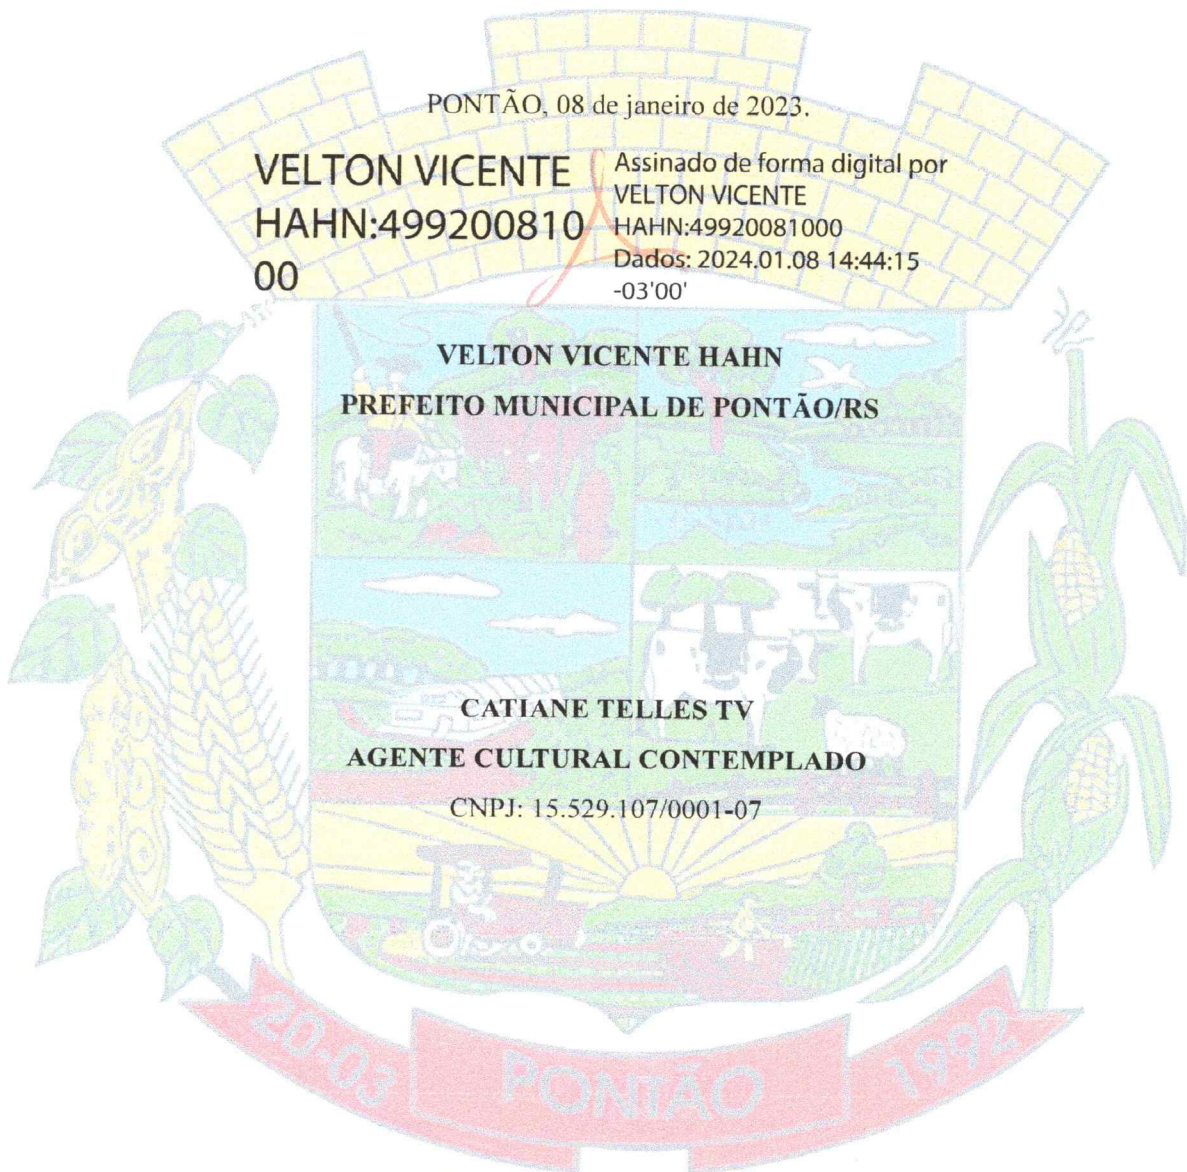 PONTÃO, 08 de janeiro de 2023.
VELTON VICENTE
HAHN:499200810
00
Assinado de forma digital por
VELTON VICENTE
HAHN:49920081000
Dados: 2024.01.08 14:44:15
-03'00'
VELTON VICENTE HAHN
PREFEITO MUNICIPAL DE PONTÃO/RS
CATIANE TELLES TV
AGENTE CULTURAL CONTEMPLADO
CNPJ: 15.529.107/0001-07
20-03 PONTÃO 1992